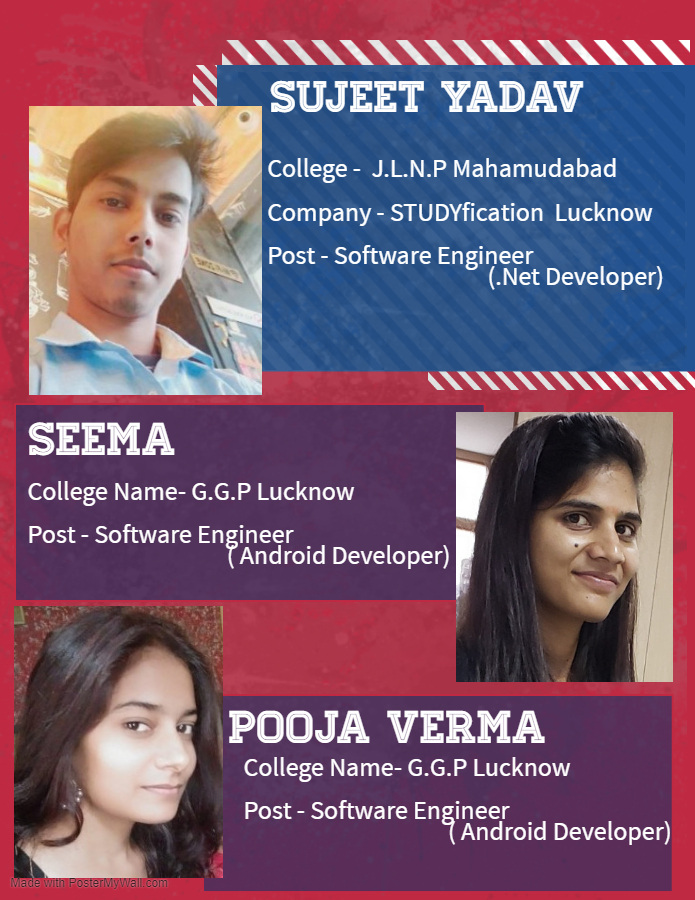 SUJEET YADAV
College - J.L.N.P Mahamudabad
Company - STUDYfication Lucknow
Post - Software Engineer
(.Net Developer)
SEEMA
College Name- G.G.P Lucknow
Post - Software Engineer
( Android Developer)
POOJA VERMA
College Name- G.G.P Lucknow
Post - Software Engineer
( Android Developer)
Made with PosterMyWall.com